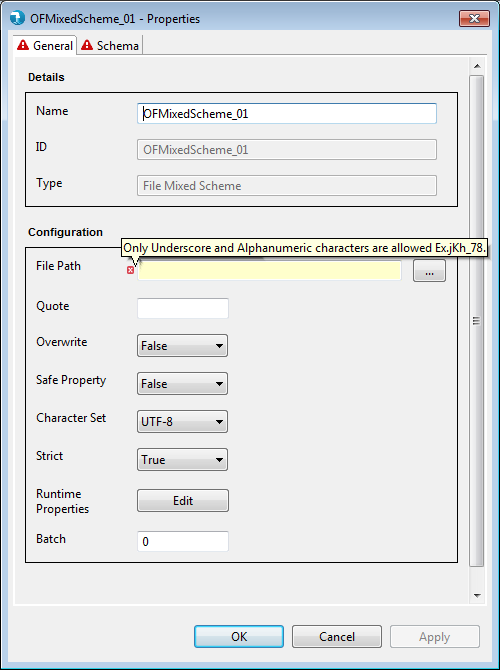 OFMixedScheme_01 - Properties
General
Schema
Details
Name
OFMixedScheme_01
ID
OFMixedScheme_01
Type
File Mixed Scheme
Configuration
Only Underscore and Alphanumeric characters are allowed Ex.jKh_78.
File Path
...
Quote
Overwrite
False
Safe Property
False
Character Set
UTF-8
Strict
True
Runtime
Properties
Edit
Batch
0
OK
Cancel
Apply